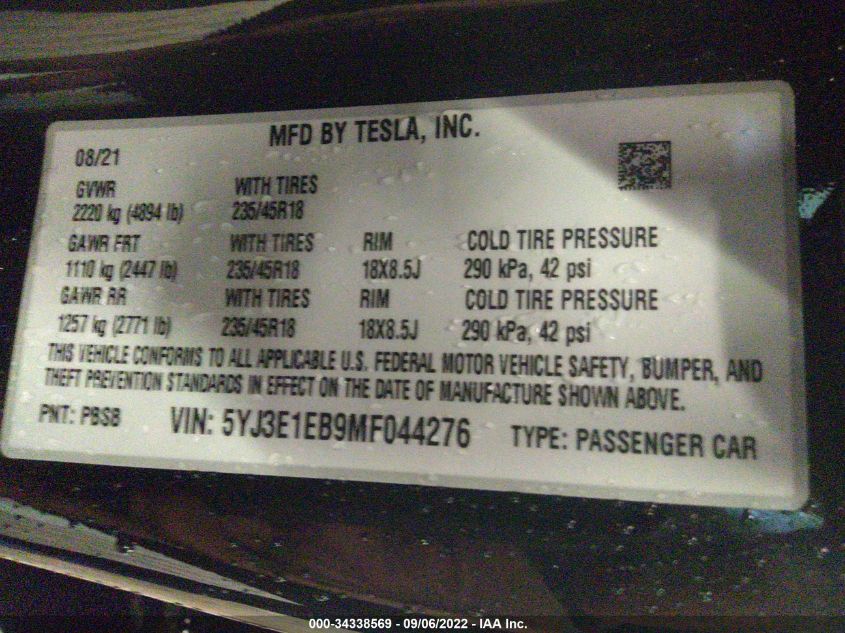 MFD BY TESLA, INC.
08/21
GVWR WITH TIRES
2220 kg (4894 lb) 235/45R18
GAWR FRT WITH TIRES RIM COLD TIRE PRESSURE
1110 kg (2447 lb) 235/45R18 18X8.5J 290 kPa, 42 psi
GAWR RR WITH TIRES RIM COLD TIRE PRESSURE
1257 kg (2771 lb) 235/45R18 18X8.5J 290 kPa, 42 psi
THIS VEHICLE CONFORMS TO ALL APPLICABLE U.S. FEDERAL MOTOR VEHICLE SAFETY, BUMPER, AND
THEFT PREVENTION STANDARDS IN EFFECT ON THE DATE OF MANUFACTURE SHOWN ABOVE.
PNT: PBSB VIN: 5YJ3E1EB9MF044276 TYPE: PASSENGER CAR
000-34338569 - 09/06/2022 - IAA Inc.